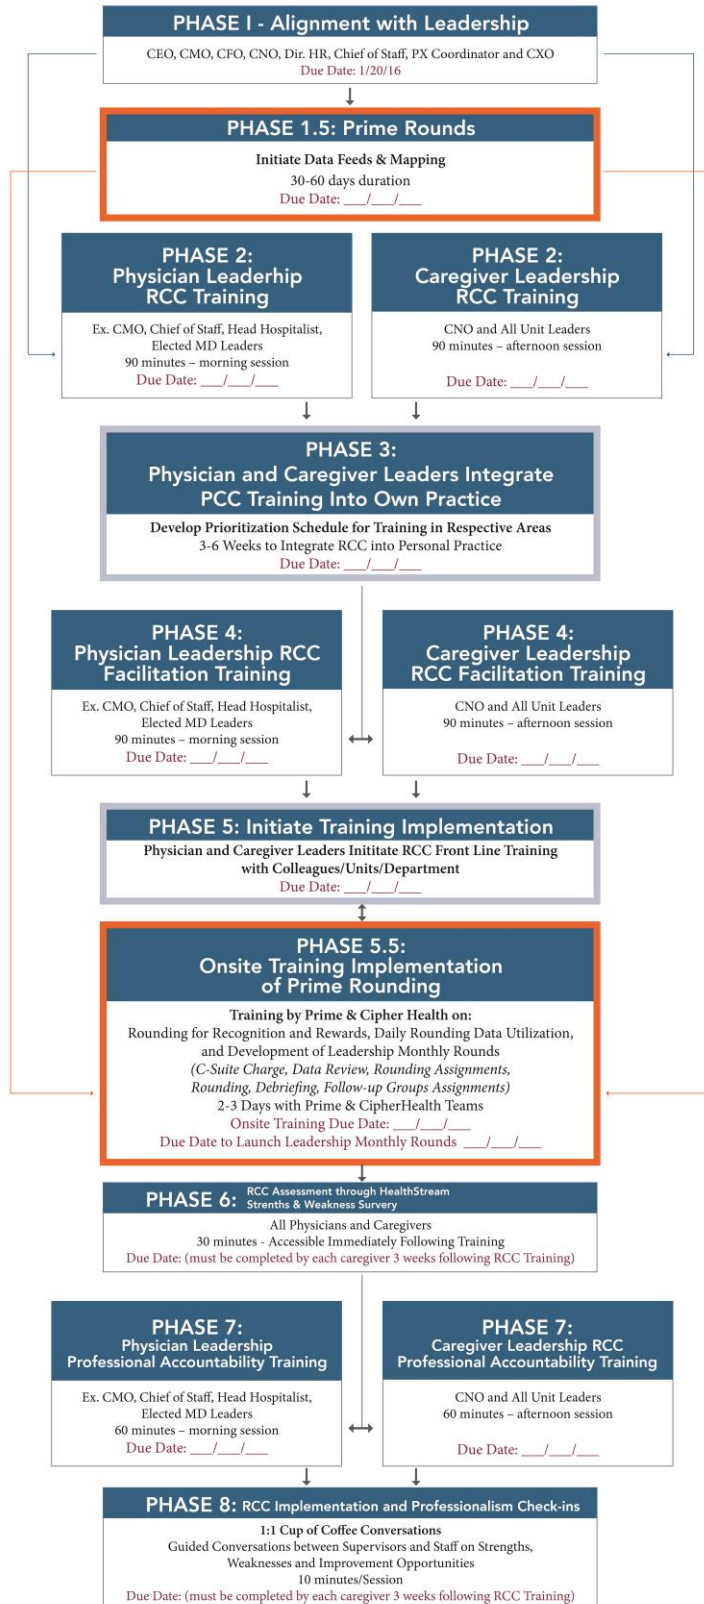 PHASE I - Alignment with Leadership
CEO, CMO, CFO, CNO, Dir. HR, Chief of Staff, PX Coordinator and CXO
Due Date: 1/20/16
PHASE 1.5: Prime Rounds
Initiate Data Feeds & Mapping
30-60 days duration
Due Date: ___/___/___
PHASE 2:
Physician Leaderhip
RCC Training
Ex. CMO, Chief of Staff, Head Hospitalist,
Elected MD Leaders
90 minutes – morning session
Due Date: ___/___/___
PHASE 2:
Caregiver Leadership
RCC Training
CNO and All Unit Leaders
90 minutes – afternoon session
Due Date: ___/___/___
PHASE 3:
Physician and Caregiver Leaders Integrate
PCC Training Into Own Practice
Develop Prioritization Schedule for Training in Respective Areas
3-6 Weeks to Integrate RCC into Personal Practice
Due Date: ___/___/___
PHASE 4:
Physician Leadership RCC
Facilitation Training
Ex. CMO, Chief of Staff, Head Hospitalist,
Elected MD Leaders
90 minutes – morning session
Due Date: ___/___/___
PHASE 4:
Caregiver Leadership
RCC Facilitation Training
CNO and All Unit Leaders
90 minutes – afternoon session
Due Date: ___/___/___
PHASE 5: Initiate Training Implementation
Physician and Caregiver Leaders Inititate RCC Front Line Training
with Colleagues/Units/Department
Due Date: ___/___/___
PHASE 5.5:
Onsite Training Implementation
of Prime Rounding
Training by Prime & Cipher Health on:
Rounding for Recognition and Rewards, Daily Rounding Data Utilization,
and Development of Leadership Monthly Rounds
(C-Suite Charge, Data Review, Rounding Assignments,
Rounding, Debriefing, Follow-up Groups Assignments)
2-3 Days with Prime & CipherHealth Teams
Onsite Training Due Date: ___/___/___
Due Date to Launch Leadership Monthly Rounds ___/___/___
PHASE 6: RCC Assessment through HealthStream
Strenths & Weakness Survery
All Physicians and Caregivers
30 minutes - Accessible Immediately Following Training
Due Date: (must be completed by each caregiver 3 weeks following RCC Training)
PHASE 7:
Physician Leadership
Professional Accountability Training
Ex. CMO, Chief of Staff, Head Hospitalist,
Elected MD Leaders
60 minutes – morning session
Due Date: ___/___/___
PHASE 7:
Caregiver Leadership RCC
Professional Accountability Training
CNO and All Unit Leaders
60 minutes – afternoon session
Due Date: ___/___/___
PHASE 8: RCC Implementation and Professionalism Check-ins
1:1 Cup of Coffee Conversations
Guided Conversations between Supervisors and Staff on Strengths,
Weaknesses and Improvement Opportunities
10 minutes/Session
Due Date: (must be completed by each caregiver 3 weeks following RCC Training)